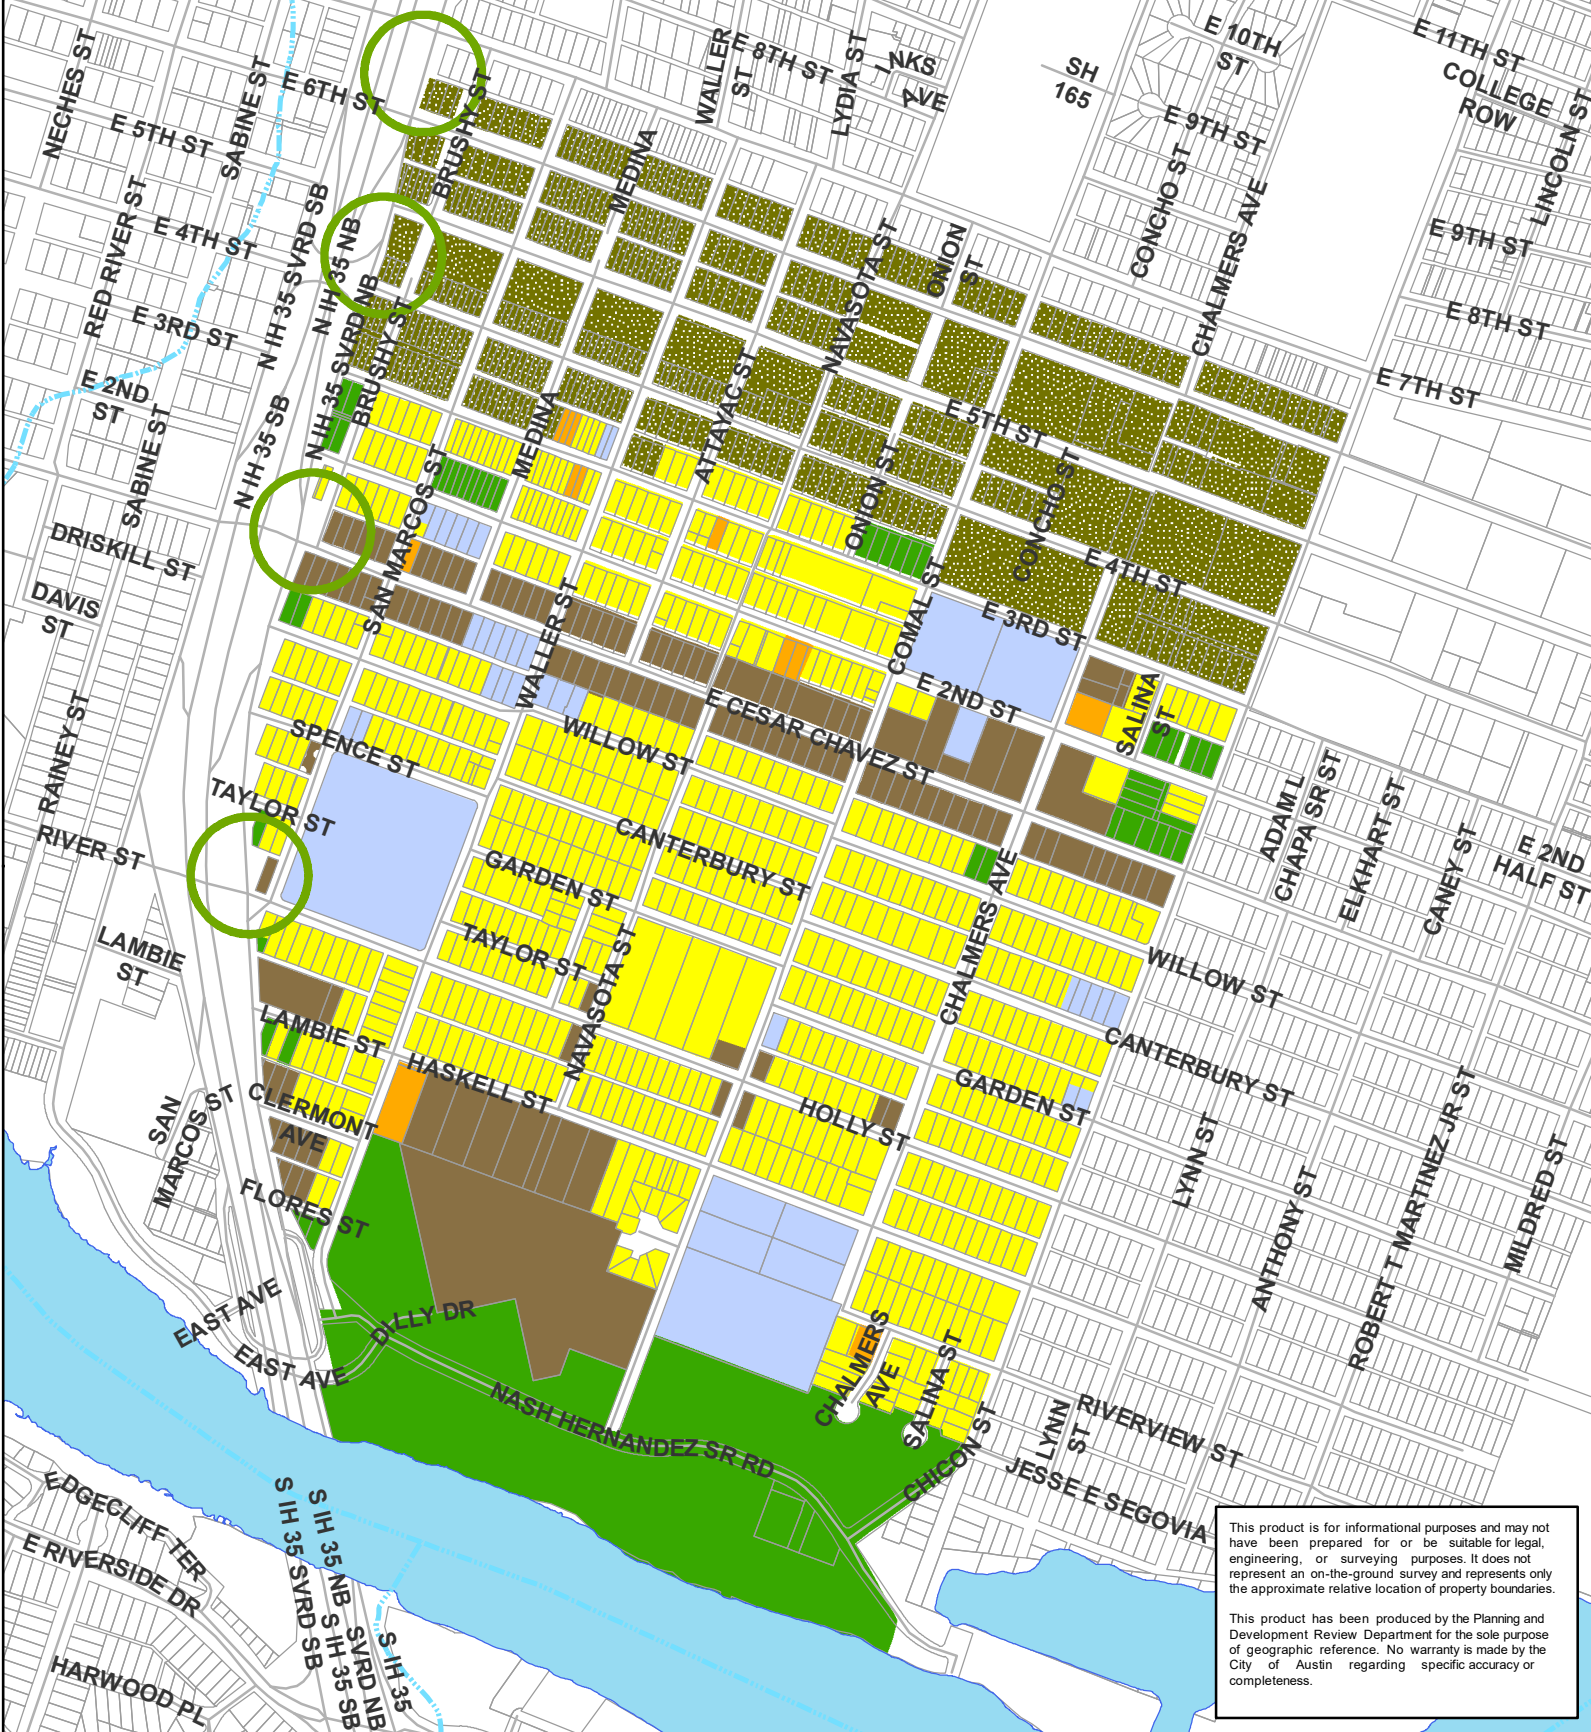 E 10TH
ST
E 11TH ST
COLLEGE
ROW
NECHES ST
SABINE ST
E 6TH ST
E 5TH ST
BRUSHY ST
WALLER
ST
E 8TH ST
LYDIA ST
NKS
AVE
SH
165
E 9TH ST
LINCOLN ST
MEDINA
CONCHO ST
CHALMERS AVE
E 9TH ST
RED RIVER ST
E 4TH ST
N IH 35 SVRD SB
N IH 35 NB
NAVASOTA ST
ONION
ST
E 8TH ST
E 3RD ST
N IH 35 SVRD NB
BRUSHY ST
E 7TH ST
E 2ND
ST
SABINE ST
N IH 35 SB
MEDINA
ATTAYAC ST
E 5TH ST
SAN MARCOS ST
ONION ST
CONCHO ST
DRISKILL ST
E 4TH ST
DAVIS
ST
WALLER ST
COMAL ST
E 3RD ST
E 2ND ST
SALINA
ST
RAINEY ST
SPENCE ST
WILLOW ST
E CESAR CHAVEZ ST
TAYLOR ST
RIVER ST
CANTERBURY ST
ADAM L
CHAPA SR ST
ELKHART ST
CANEY ST
E 2ND
HALF ST
GARDEN ST
CHALMERS AVE
LAMBIE
ST
TAYLOR ST
NAVASOTA ST
WILLOW ST
LAMBIE ST
HASKELL ST
CANTERBURY ST
SAN
MARCOS ST
CLERMONT
AVE
HOLLY ST
GARDEN ST
FLORES ST
LYNN ST
ANTHONY ST
ROBERT T MARTINEZ JR ST
MILDRED ST
EAST AVE
EAST AVE
DILLY DR
NASH HERNANDEZ SR RD
CHALMERS
AVE
SALINA ST
CHICON ST
LYNN
ST
RIVERVIEW ST
JESSE E SEGOVIA
EDGECLIFF TER
E RIVERSIDE DR
HARWOOD PL
S IH 35 SVRD SB
S IH 35 NB
S IH 35 SB
SVRD NB
S IH 35
This product is for informational purposes and may not
have been prepared for or be suitable for legal,
engineering, or surveying purposes. It does not
represent an on-the-ground survey and represents only
the approximate relative location of property boundaries.
This product has been produced by the Planning and
Development Review Department for the sole purpose
of geographic reference. No warranty is made by the
City of Austin regarding specific accuracy or
completeness.